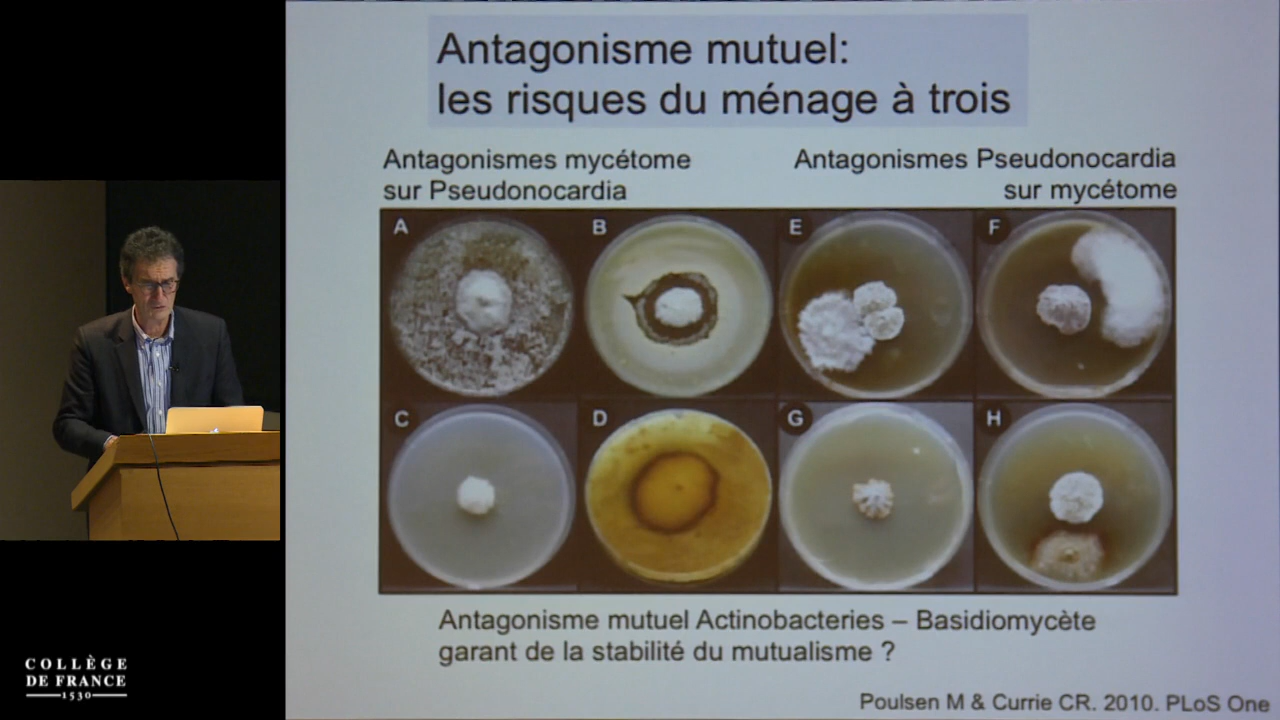 Antagonisme mutuel:
les risques du ménage à trois
Antagonismes mycétome
sur Pseudonocardia
Antagonismes Pseudonocardia
sur mycétome
A
B
E
F
C
D
G
H
Antagonisme mutuel Actinobacteries – Basidiomycète
garant de la stabilité du mutualisme ?
Poulsen M & Currie CR. 2010. PLoS One
COLLÈGE
DE FRANCE
1530